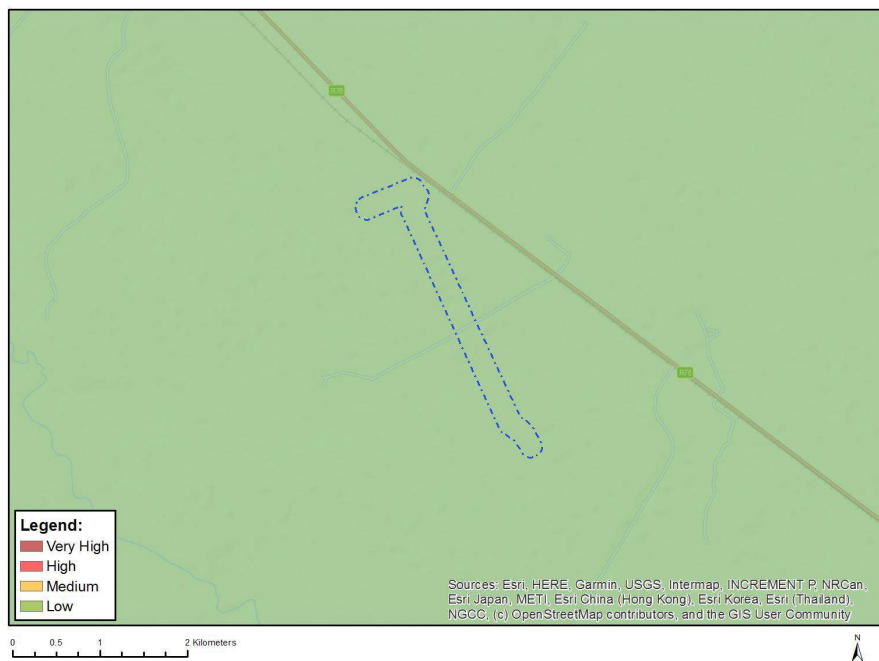 R76
R76
Legend:
Very High
High
Medium
Low
Sources: Esri, HERE, Garmin, USGS, Intermap, INCREMENT P, NRCan,
Esri Japan, METI, Esri China (Hong Kong), Esri Korea, Esri (Thailand),
NGCC, (c) OpenStreetMap contributors, and the GIS User Community
0 0.5 1 2 Kilometers
N